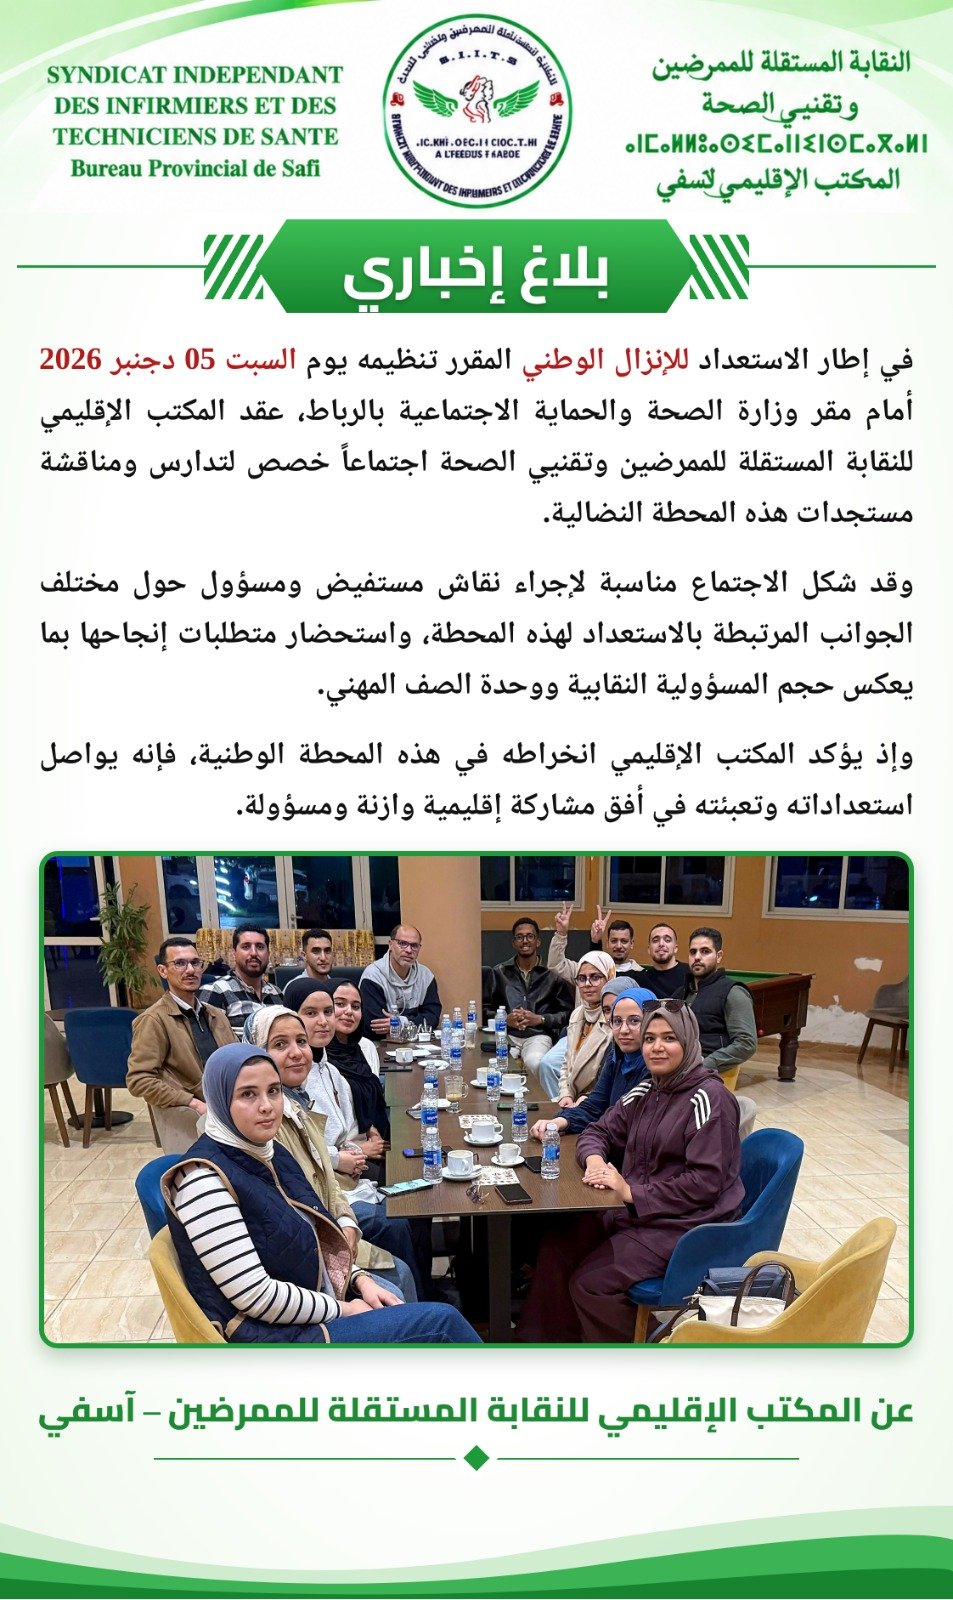 SYNDICAT INDEPENDANT
DES INFIRMIERS ET DES
TECHNICIENS DE SANTE
Bureau Provincial de Safi
S.I.I.T.S
النقابة المستقلة للممرضين
وتقنيي الصحة
المكتب الإقليمي لآسفي
بلاغ إخباري
في إطار الاستعداد للإنزال الوطني المقرر تنظيمه يوم السبت 05 دجنبر 2026
أمام مقر وزارة الصحة والحماية الاجتماعية بالرباط، عقد المكتب الإقليمي
للنقابة المستقلة للممرضين وتقنيي الصحة اجتماعاً خصص لتدارس ومناقشة
مستجدات هذه المحطة النضالية.
وقد شكل الاجتماع مناسبة لإجراء نقاش مستفيض ومسؤول حول مختلف
الجوانب المرتبطة بالاستعداد لهذه المحطة، واستحضار متطلبات إنجاحها بما
يعكس حجم المسؤولية النقابية ووحدة الصف المهني.
وإذ يؤكد المكتب الإقليمي انخراطه في هذه المحطة الوطنية، فإنه يواصل
استعداداته وتعبئته في أفق مشاركة إقليمية وازنة ومسؤولة.
عن المكتب الإقليمي للنقابة المستقلة للممرضين – آسفي